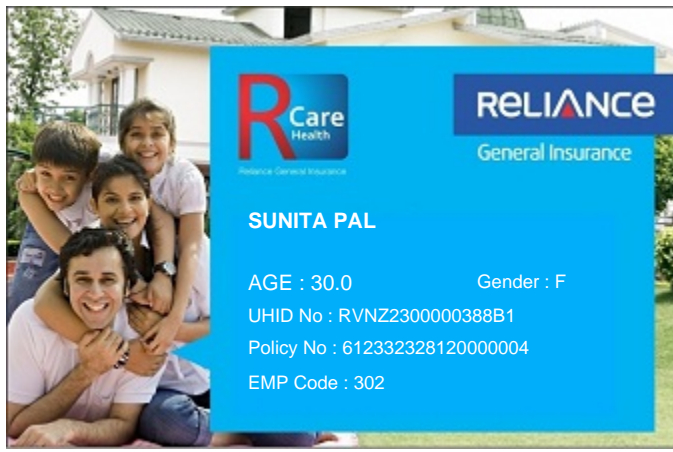 R Care
Health
Reliance General Insurance
RELIANCE
General Insurance
SUNITA PAL
AGE : 30.0 Gender : F
UHID No : RVNZ2300000388B1
Policy No : 612332328120000004
EMP Code : 302